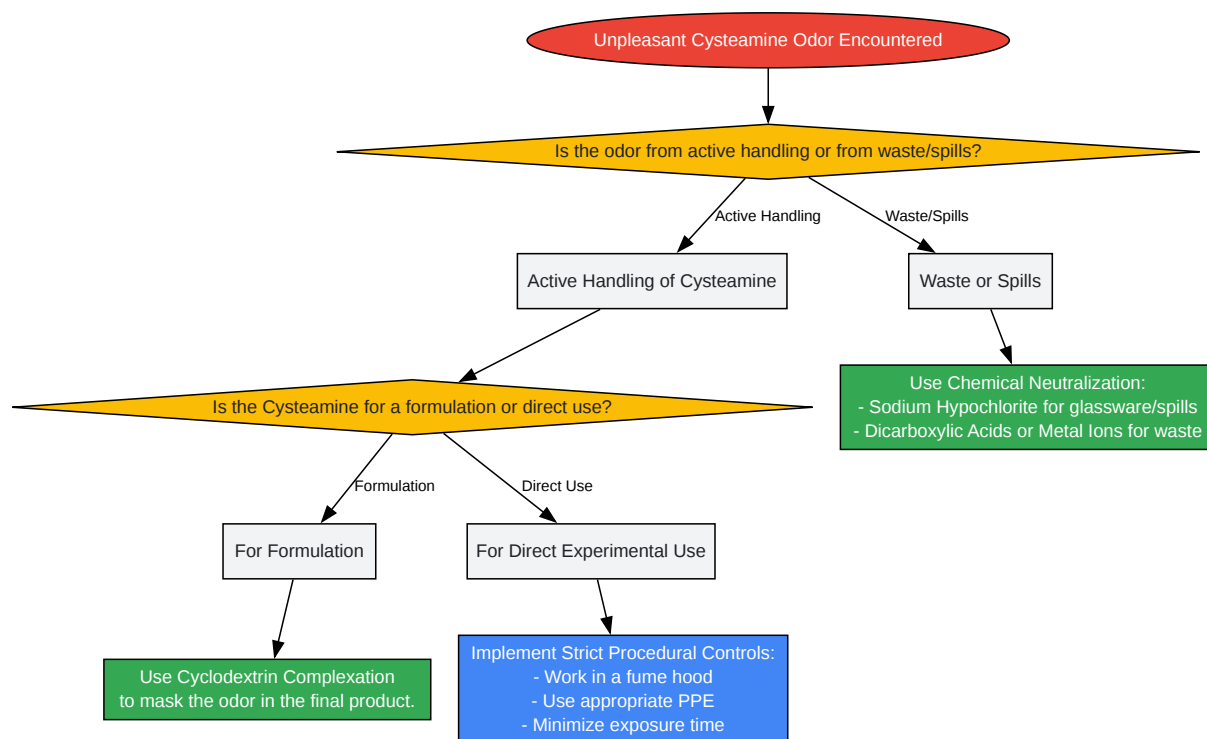 Unpleasant Cysteamine Odor Encountered
Is the odor from active handling or from waste/spills?
Active Handling
Waste/Spills
Active Handling of Cysteamine
Waste or Spills
Is the Cysteamine for a formulation or direct use?
Use Chemical Neutralization:
- Sodium Hypochlorite for glassware/spills
- Dicarboxylic Acids or Metal Ions for waste
Formulation
Direct Use
For Formulation
For Direct Experimental Use
Use Cyclodextrin Complexation
to mask the odor in the final product.
Implement Strict Procedural Controls:
- Work in a fume hood
- Use appropriate PPE
- Minimize exposure time